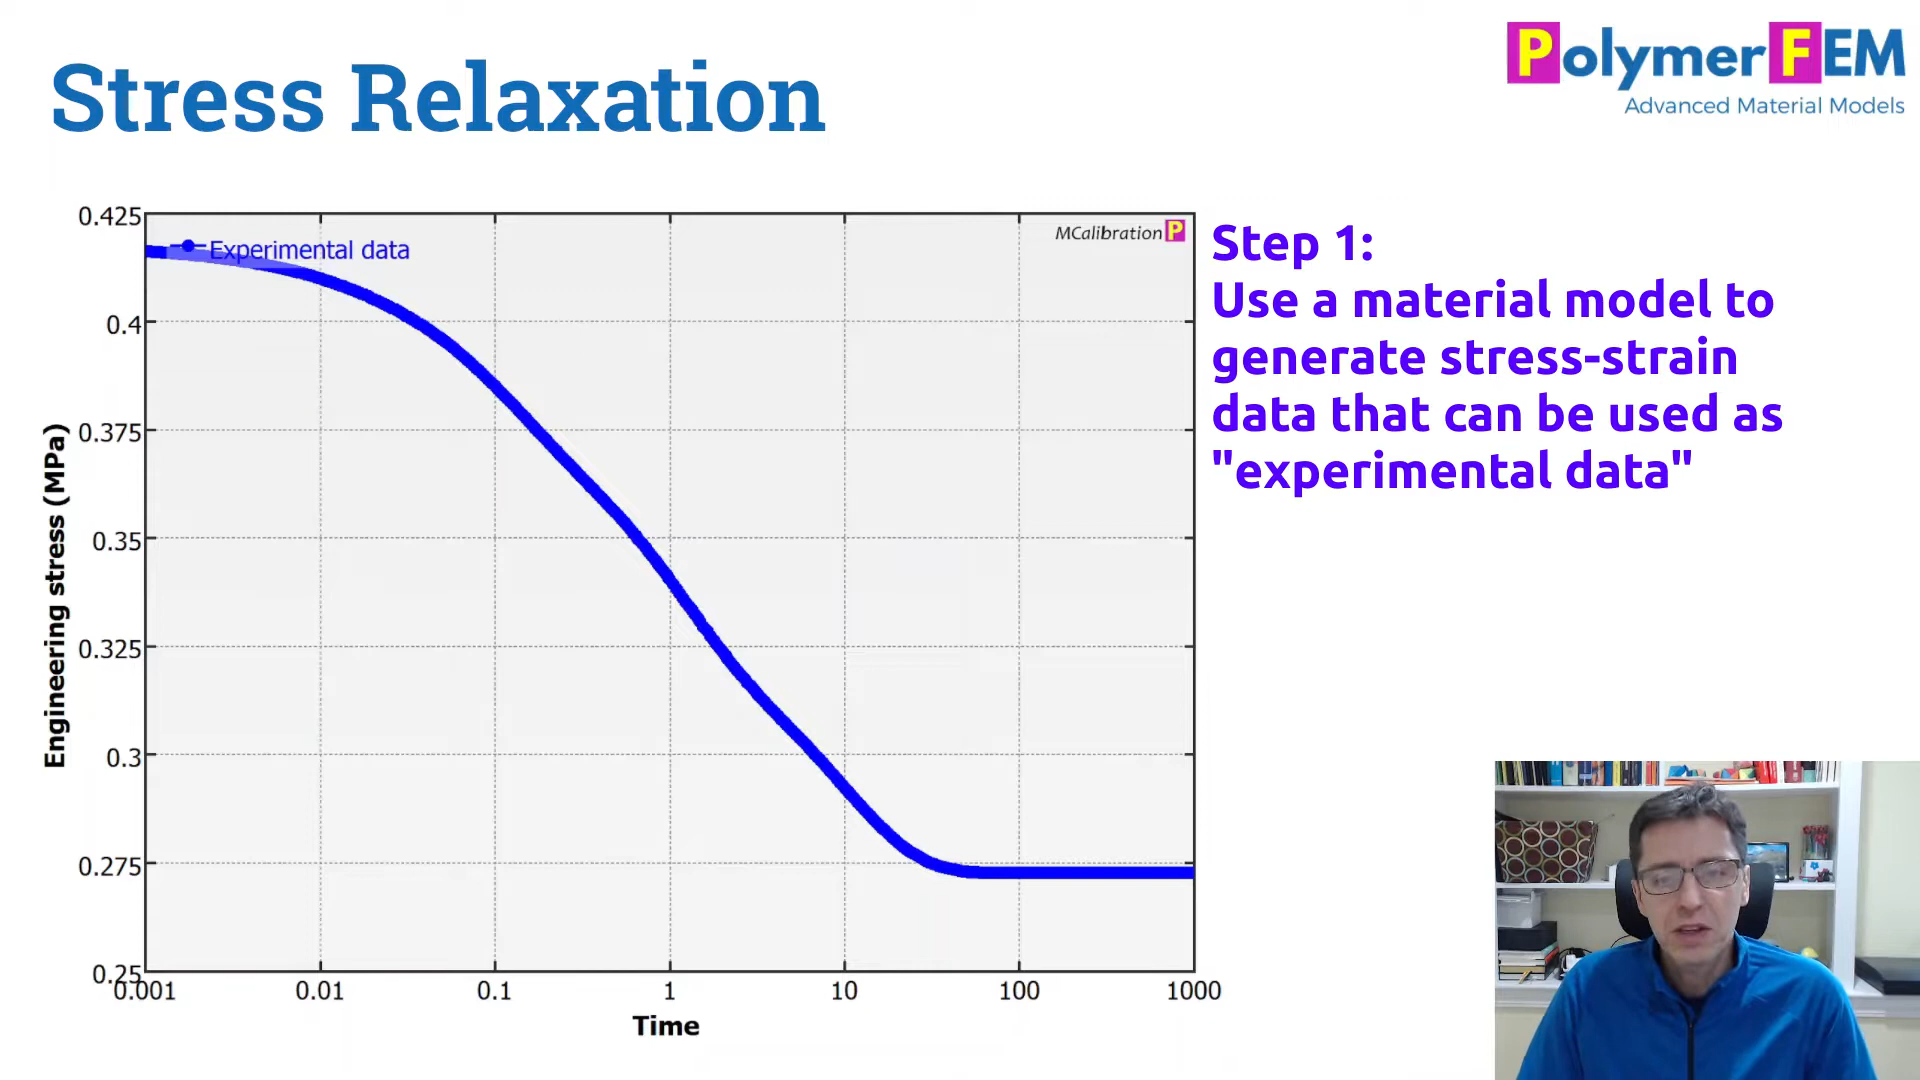 Stress Relaxation
PolymerFEM
Advanced Material Models
0.425
0.4
0.375
0.35
0.325
0.3
0.275
0.25
Engineering stress (MPa)
Experimental data
MCalibration P
0.001 0.01 0.1 1 10 100 1000
Time
Step 1:
Use a material model to
generate stress-strain
data that can be used as
"experimental data"